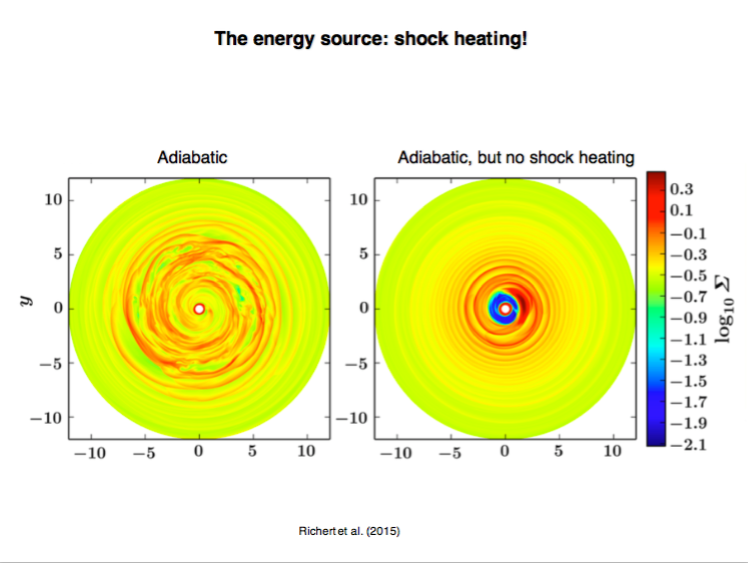 The energy source: shock heating!
Adiabatic
Adiabatic, but no shock heating
10
5
0
−5
−10
y
−10 −5 0 5 10
10
5
0
−5
−10
−10 −5 0 5 10
0.3
0.1
−0.1
−0.3
−0.5
−0.7
−0.9
−1.1
−1.3
−1.5
−1.7
−1.9
−2.1
log₁₀ Σ
Richert et al. (2015)